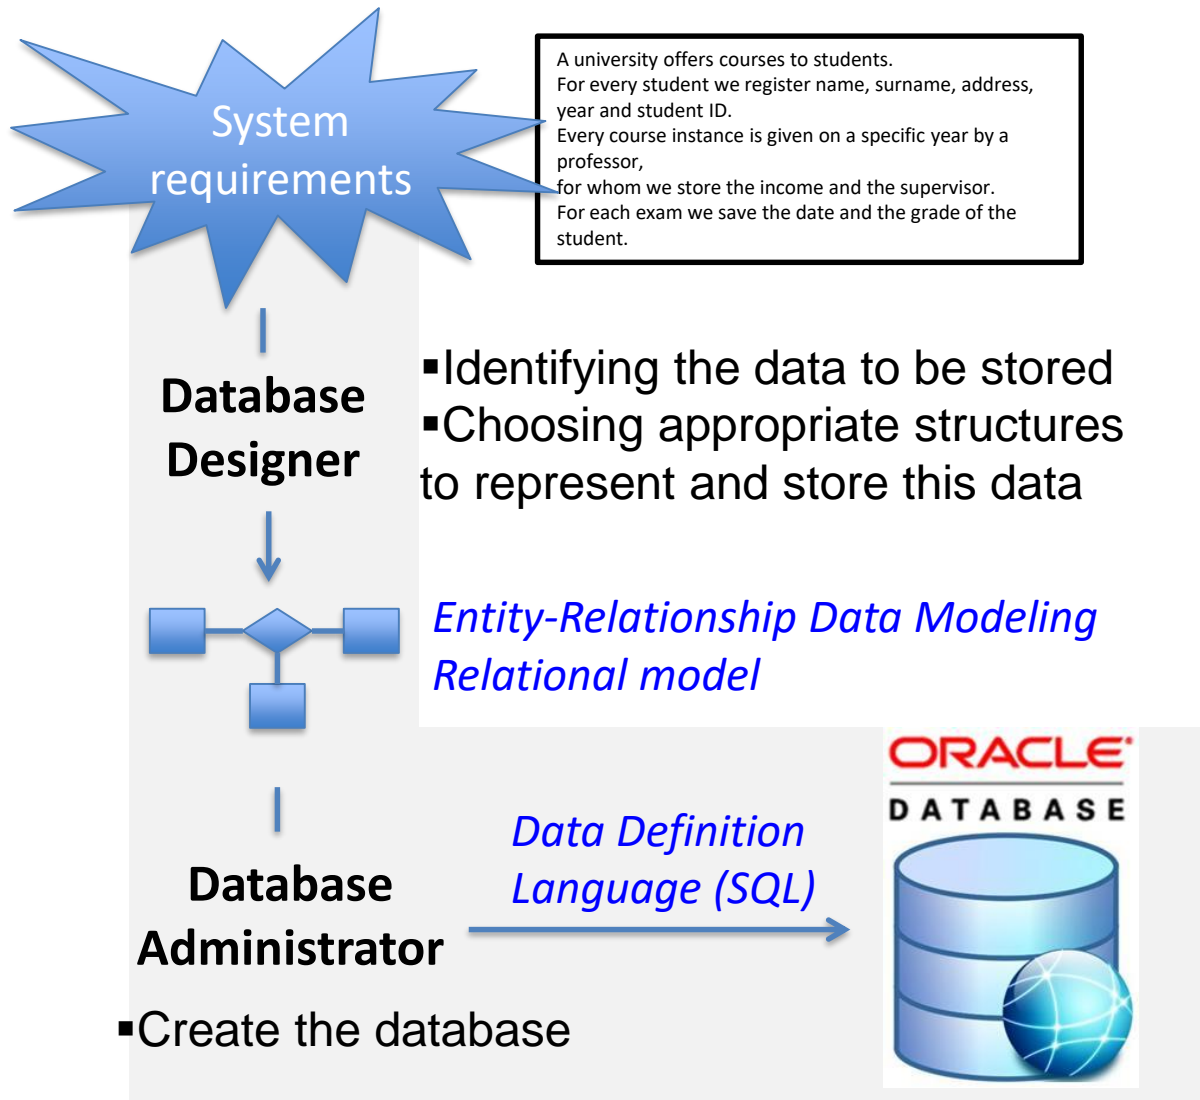 System
requirements
A university offers courses to students.
For every student we register name, surname, address,
year and student ID.
Every course instance is given on a specific year by a
professor,
for whom we store the income and the supervisor.
For each exam we save the date and the grade of the
student.
Database
Designer
▪Identifying the data to be stored
▪Choosing appropriate structures
to represent and store this data
Entity-Relationship Data Modeling
Relational model
ORACLE
DATABASE
Data Definition
Language (SQL)
Database
Administrator
▪Create the database